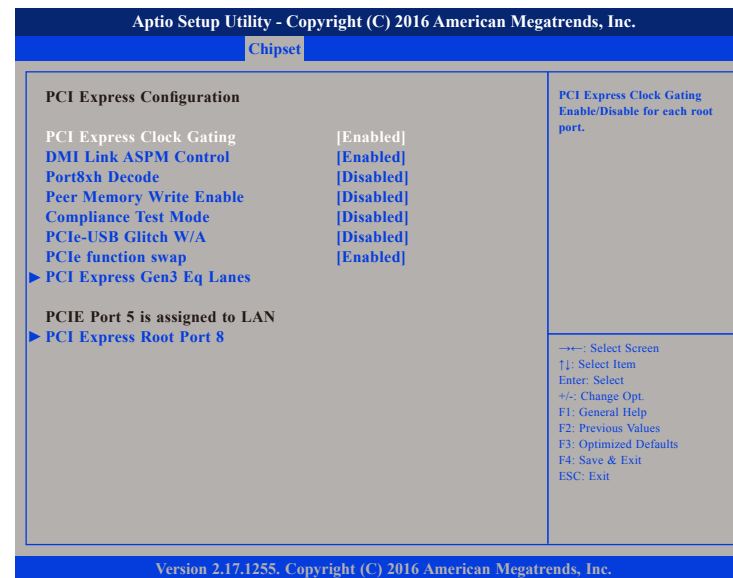 Aptio Setup Utility - Copyright (C) 2016 American Megatrends, Inc.
Chipset
PCI Express Configuration
PCI Express Clock Gating [Enabled]
DMI Link ASPM Control [Enabled]
Port8xh Decode [Disabled]
Peer Memory Write Enable [Disabled]
Compliance Test Mode [Disabled]
PCIe-USB Glitch W/A [Disabled]
PCIe function swap [Enabled]
▶ PCI Express Gen3 Eq Lanes
PCIE Port 5 is assigned to LAN
▶ PCI Express Root Port 8
PCI Express Clock Gating
Enable/Disable for each root
port.
→←: Select Screen
↑↓: Select Item
Enter: Select
+/-: Change Opt.
F1: General Help
F2: Previous Values
F3: Optimized Defaults
F4: Save & Exit
ESC: Exit
Version 2.17.1255. Copyright (C) 2016 American Megatrends, Inc.